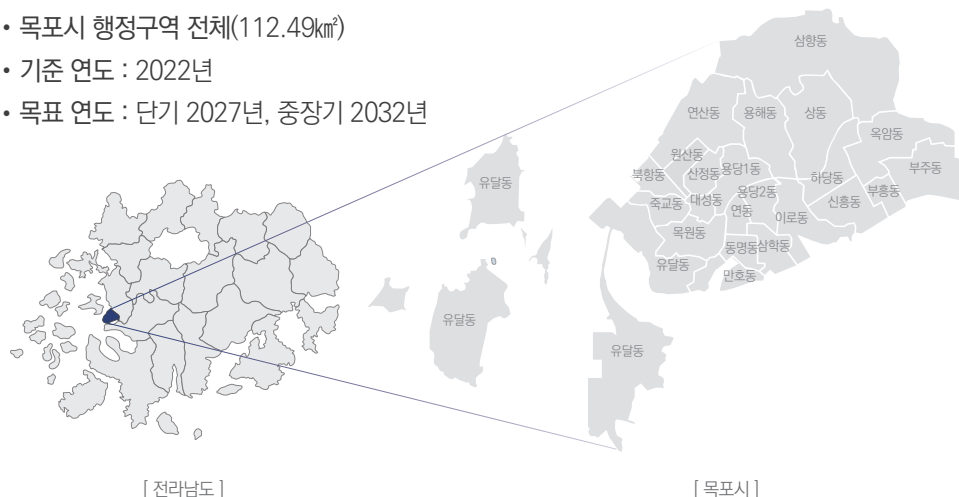 • 목포시 행정구역 전체(112.49㎢)
• 기준 연도 : 2022년
• 목표 연도 : 단기 2027년, 중장기 2032년
삼향동
연산동
용해동
상동
옥암동
부주동
원산동
용당1동
북항동
산정동
하당동
부흥동
유달동
죽교동
대성동
용당2동
신흥동
연동
이로동
목원동
동명동
삼학동
유달동
만호동
유달동
유달동
[ 전라남도 ]
[ 목포시 ]